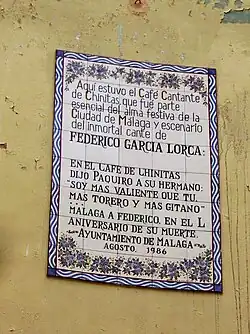 Aquí estuvo el Café Cantante
de Chinitas que fué parte
esencial del alma festiva de la
Ciudad de Málaga y escenario
del inmortal cante de
FEDERICO GARCIA LORCA:
EN EL CAFE DE CHINITAS
DIJO PAQUIRO A SU HERMANO:
"SOY MAS VALIENTE QUE TU,
MAS TORERO Y MAS GITANO"
...
MALAGA A FEDERICO, EN EL L
ANIVERSARIO DE SU MUERTE.
AYUNTAMIENTO DE MALAGA
AGOSTO, 1986